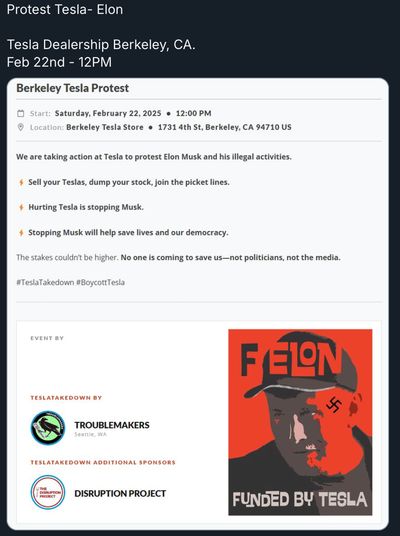 Protest Tesla- Elon
Tesla Dealership Berkeley, CA.
Feb 22nd - 12PM
Berkeley Tesla Protest
Start: Saturday, February 22, 2025 • 12:00 PM
Location: Berkeley Tesla Store • 1731 4th St, Berkeley, CA 94710 US
We are taking action at Tesla to protest Elon Musk and his illegal activities.
Sell your Teslas, dump your stock, join the picket lines.
Hurting Tesla is stopping Musk.
Stopping Musk will help save lives and our democracy.
The stakes couldn't be higher. No one is coming to save us—not politicians, not the media.
#TeslaTakedown #BoycottTesla
EVENT BY
TESLATAKEDOWN BY
TROUBLEMAKERS
Seattle, WA
TESLATAKEDOWN ADDITIONAL SPONSORS
THE
DISRUPTION
PROJECT
DISRUPTION PROJECT
FELON
FUNDED BY TESLA